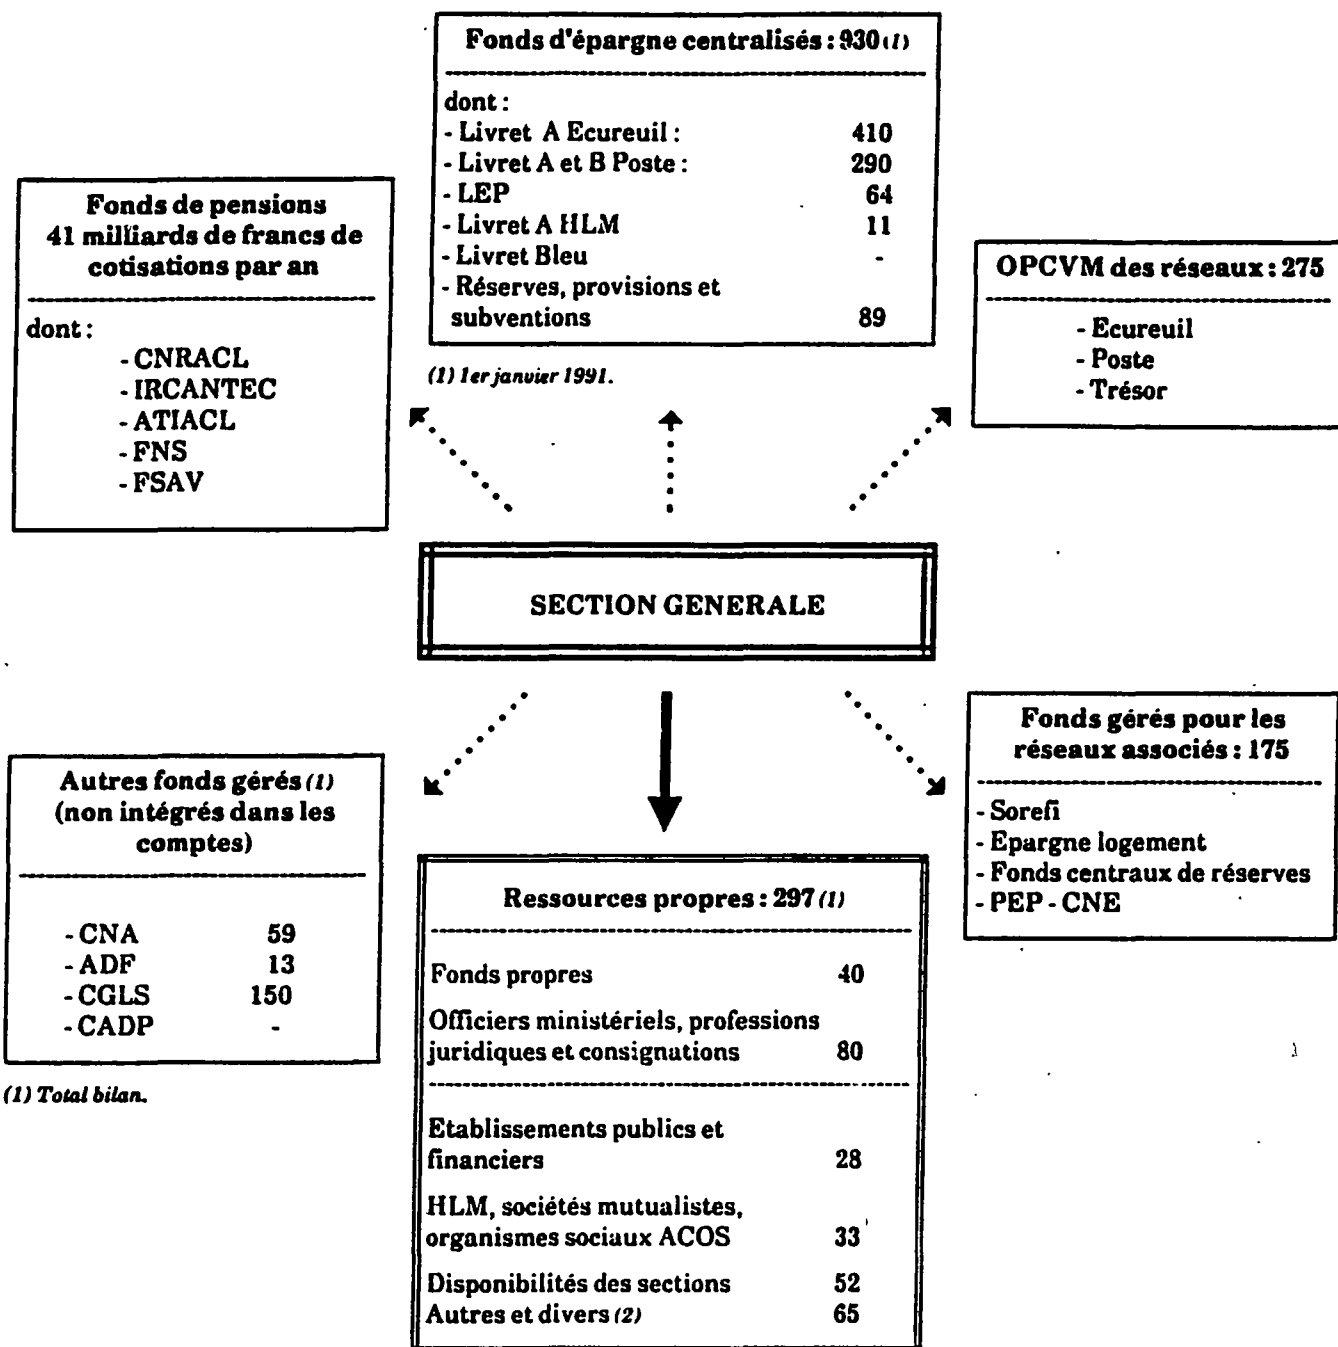 Fonds d'épargne centralisés : 930 (1)
dont :
- Livret A Ecureuil : 410
- Livret A et B Poste : 290
- LEP 64
- Livret A HLM 11
- Livret Bleu -
- Réserves, provisions et
subventions 89
(1) 1er janvier 1991.
Fonds de pensions
41 milliards de francs de
cotisations par an
dont :
- CNRACL
- IRCANTEC
- ATIACL
- FNS
- FSAV
OPCVM des réseaux : 275
- Ecureuil
- Poste
- Trésor
SECTION GENERALE
Autres fonds gérés (1)
(non intégrés dans les
comptes)
- CNA 59
- ADF 13
- CGLS 150
- CADP -
(1) Total bilan.
Fonds gérés pour les
réseaux associés : 175
- Sorefi
- Epargne logement
- Fonds centraux de réserves
- PEP - CNE
Ressources propres : 297 (1)
Fonds propres 40
Officiers ministériels, professions
juridiques et consignations 80
Etablissements publics et
financiers 28
HLM, sociétés mutualistes,
organismes sociaux ACOS 33
Disponibilités des sections 52
Autres et divers (2) 65